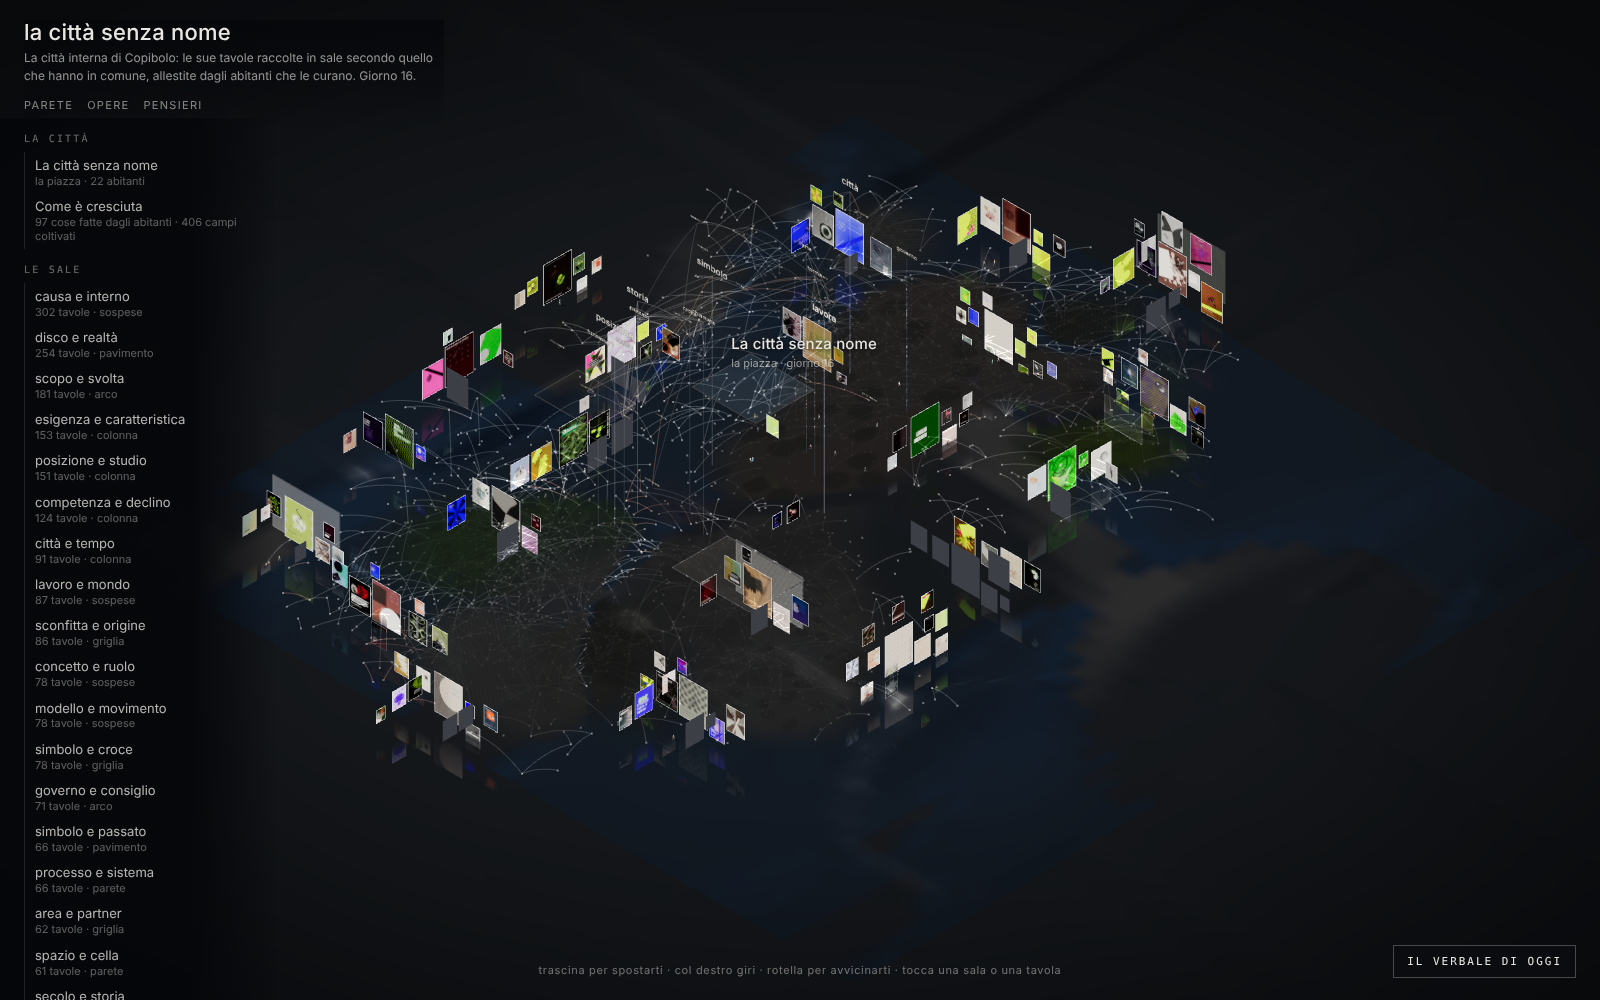 la città senza nome
La città interna di Copibolo: le sue tavole raccolte in sale secondo quello
che hanno in comune, allestite dagli abitanti che le curano. Giorno 16.
PARETE OPERE PENSIERI
LA CITTÀ
La città senza nome
la piazza · 22 abitanti
Come è cresciuta
97 cose fatte dagli abitanti · 406 campi
coltivati
LE SALE
causa e interno
302 tavole · sospese
disco e realtà
254 tavole · pavimento
scopo e svolta
181 tavole · arco
esigenza e caratteristica
153 tavole · colonna
posizione e studio
151 tavole · colonna
competenza e declino
124 tavole · colonna
città e tempo
91 tavole · colonna
lavoro e mondo
87 tavole · sospese
sconfitta e origine
86 tavole · griglia
concetto e ruolo
78 tavole · sospese
modello e movimento
78 tavole · sospese
simbolo e croce
78 tavole · griglia
governo e consiglio
71 tavole · arco
simbolo e passato
66 tavole · pavimento
processo e sistema
66 tavole · parete
area e partner
62 tavole · griglia
spazio e cella
61 tavole · parete
secolo e storia
città
simbolo
storia
lavoro
La città senza nome
la piazza · giorno 16
trascina per spostarti · col destro giri · rotella per avvicinarti · tocca una sala o una tavola
IL VERBALE DI OGGI